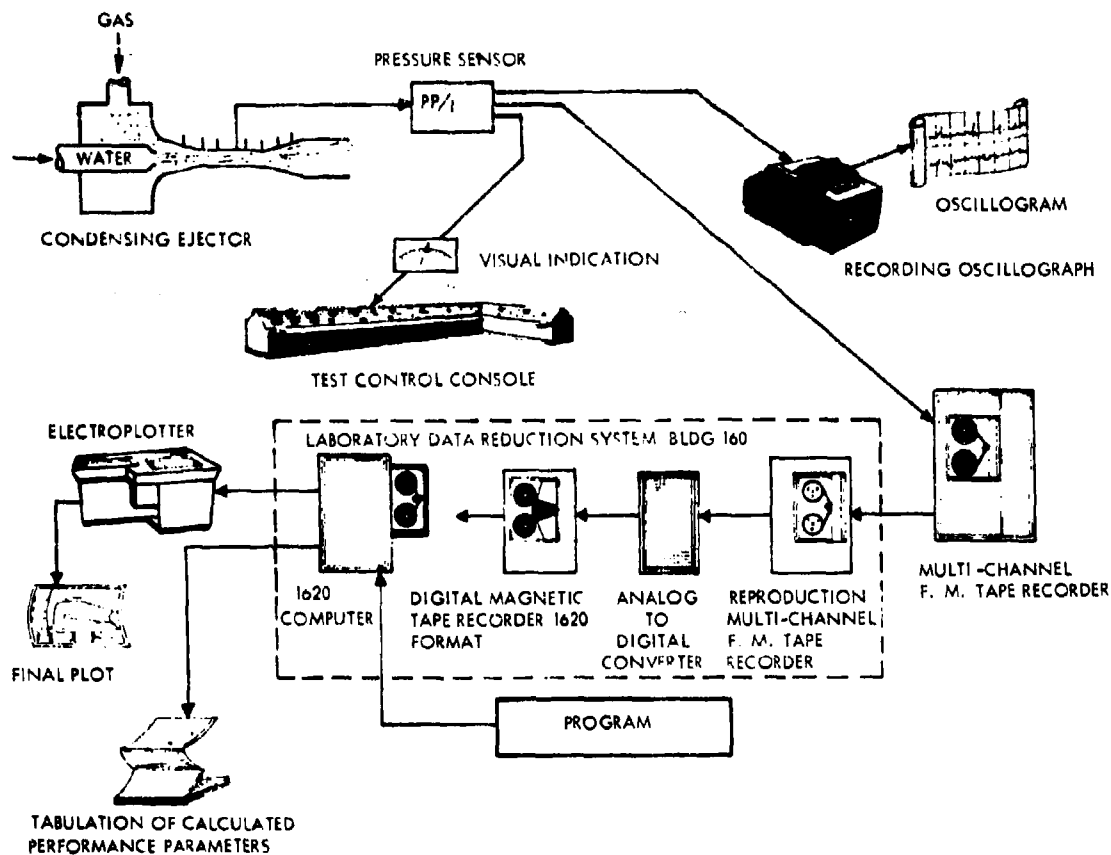 GAS
PRESSURE SENSOR
WATER
CONDENSING EJECTOR
VISUAL INDICATION
TEST CONTROL CONSOLE
OSCILLOGRAM
RECORDING OSCILLOGRAPH
MULTI-CHANNEL
F. M. TAPE RECORDER
LABORATORY DATA REDUCTION SYSTEM BLDG 160
REPRODUCTION
MULTI-CHANNEL
F. M. TAPE
RECORDER
ANALOG
TO
DIGITAL
CONVERTER
DIGITAL MAGNETIC
TAPE RECORDER 1620
FORMAT
1620
COMPUTER
ELECTROPLOTTER
FINAL PLOT
PROGRAM
TABULATION OF CALCULATED
PERFORMANCE PARAMETERS